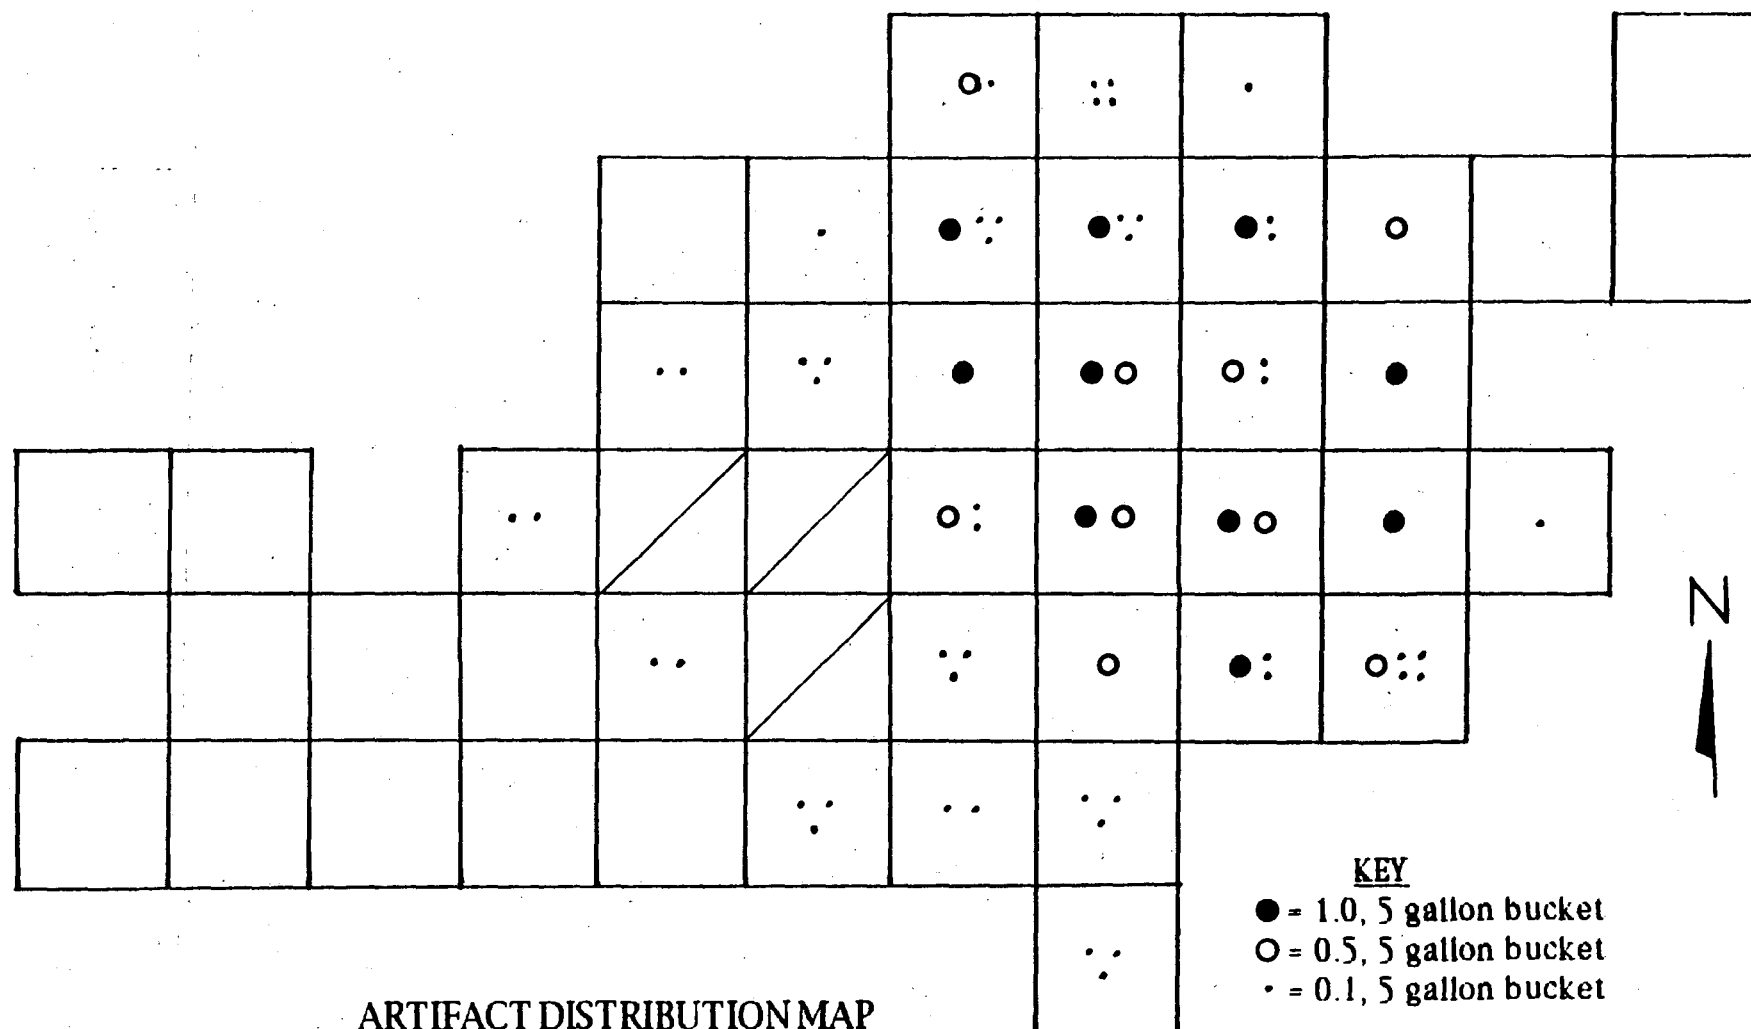 N
KEY
● = 1.0, 5 gallon bucket
○ = 0.5, 5 gallon bucket
· = 0.1, 5 gallon bucket
ARTIFACT DISTRIBUTION MAP